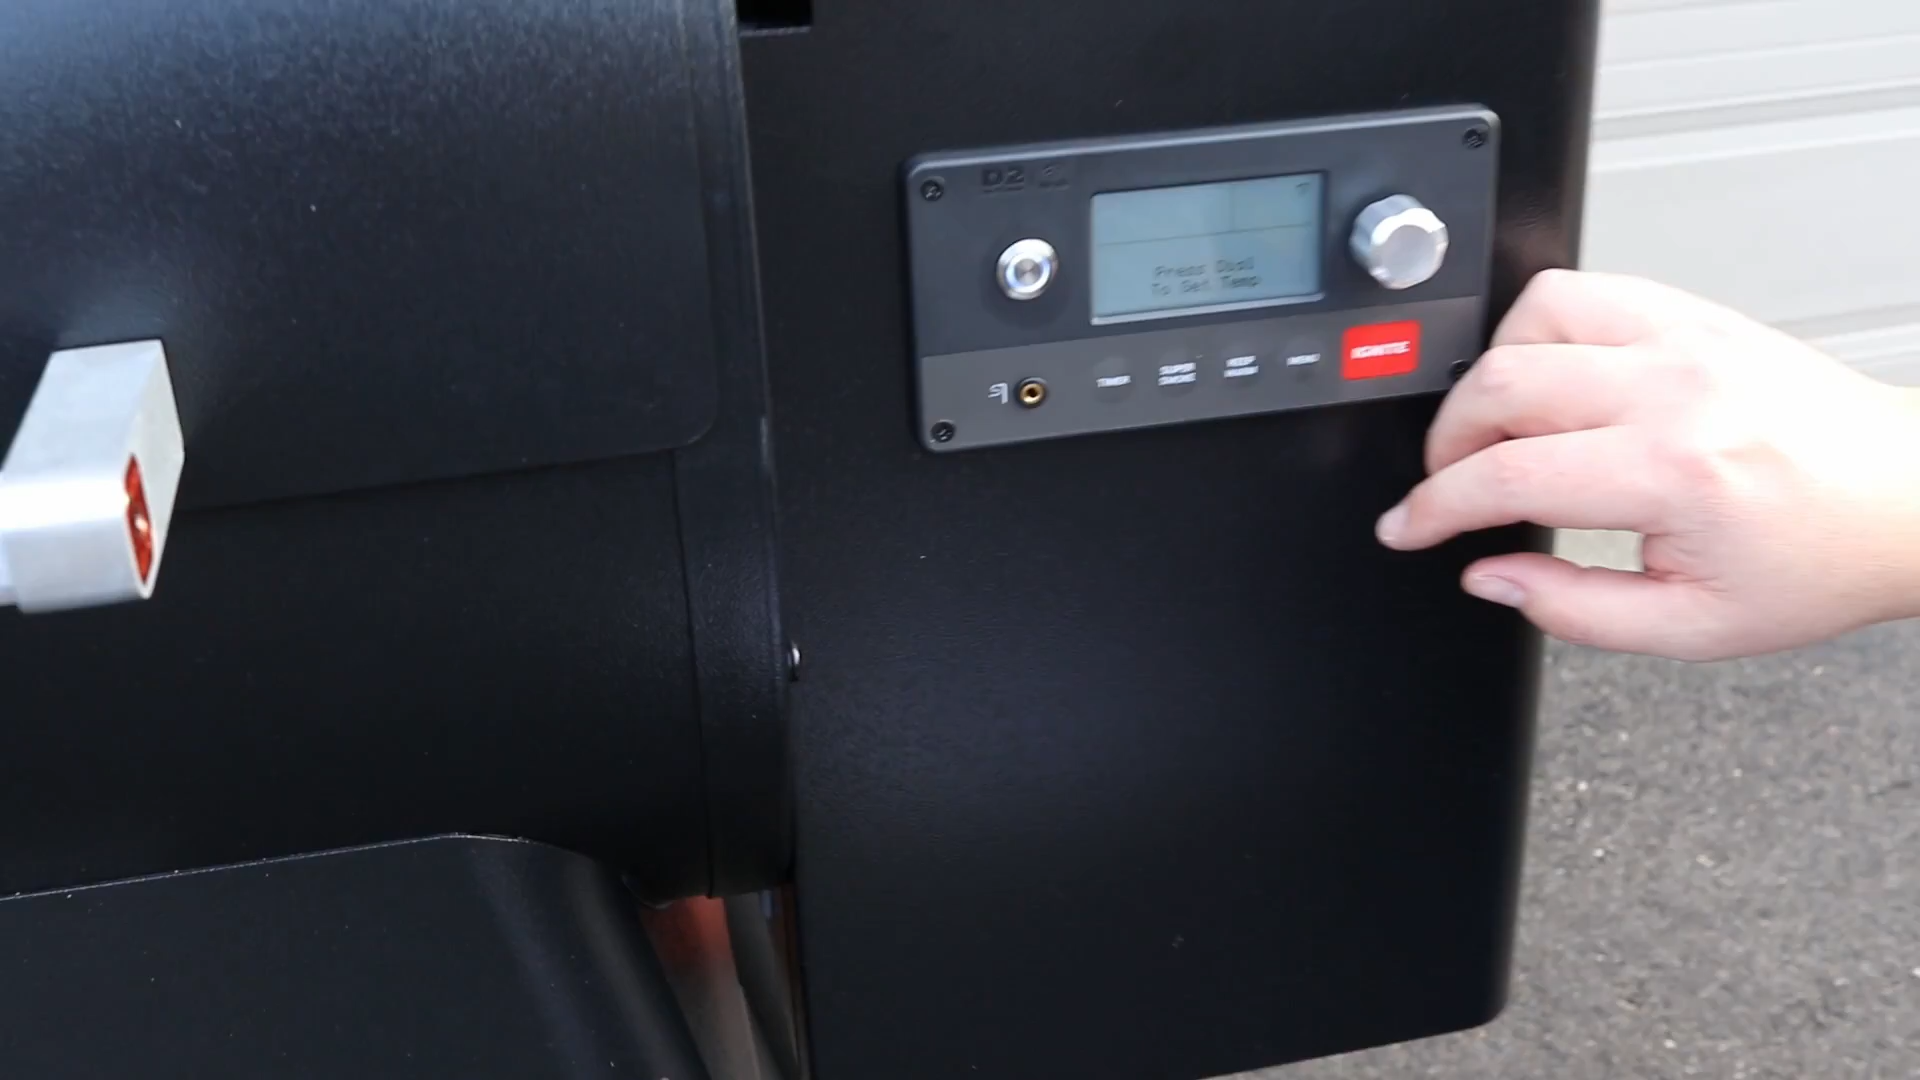 D2
Press Dial
To Set Temp
TIMER
SUPER
SMOKE
KEEP
WARM
MENU
IGNITE